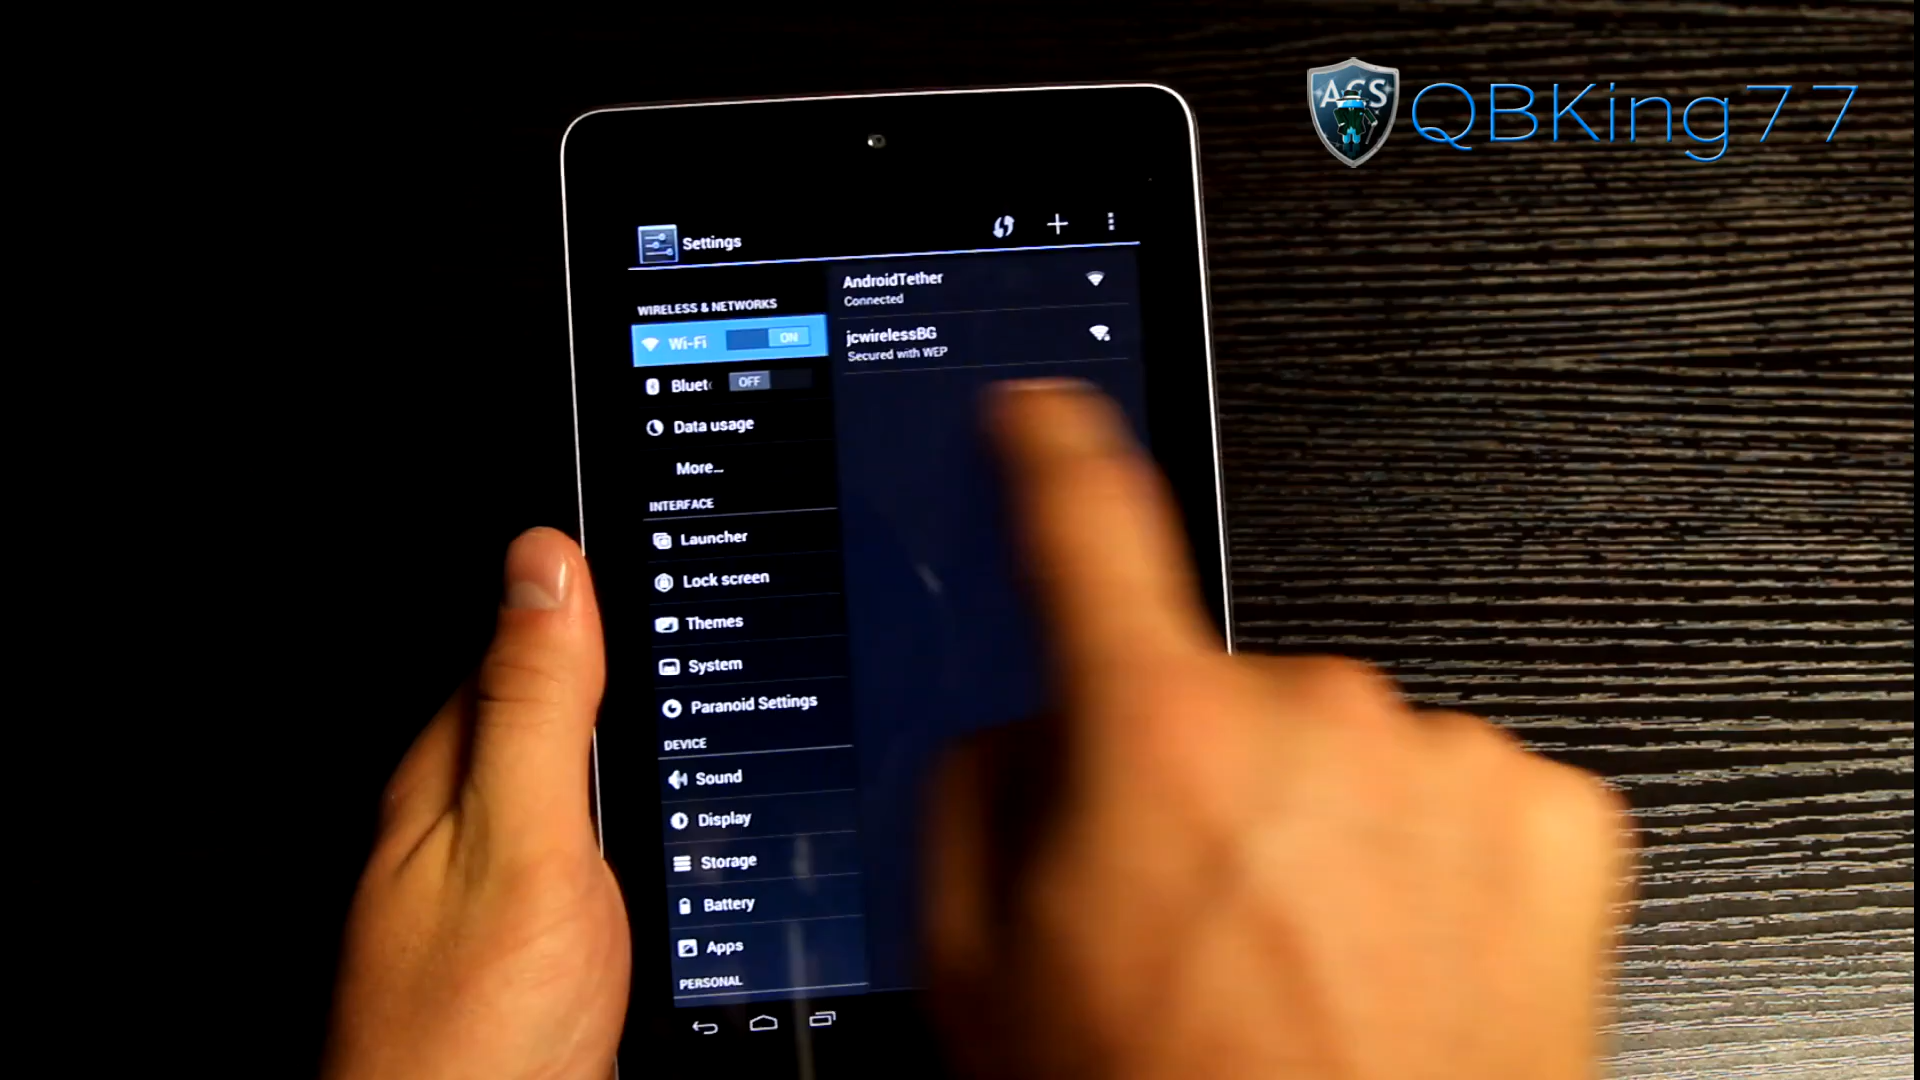 ACS
QBKing77
Settings
AndroidTether
Connected
WIRELESS & NETWORKS
Wi-Fi ON
jcwirelessBG
Secured with WEP
Bluet OFF
Data usage
More...
INTERFACE
Launcher
Lock screen
Themes
System
Paranoid Settings
DEVICE
Sound
Display
Storage
Battery
Apps
PERSONAL